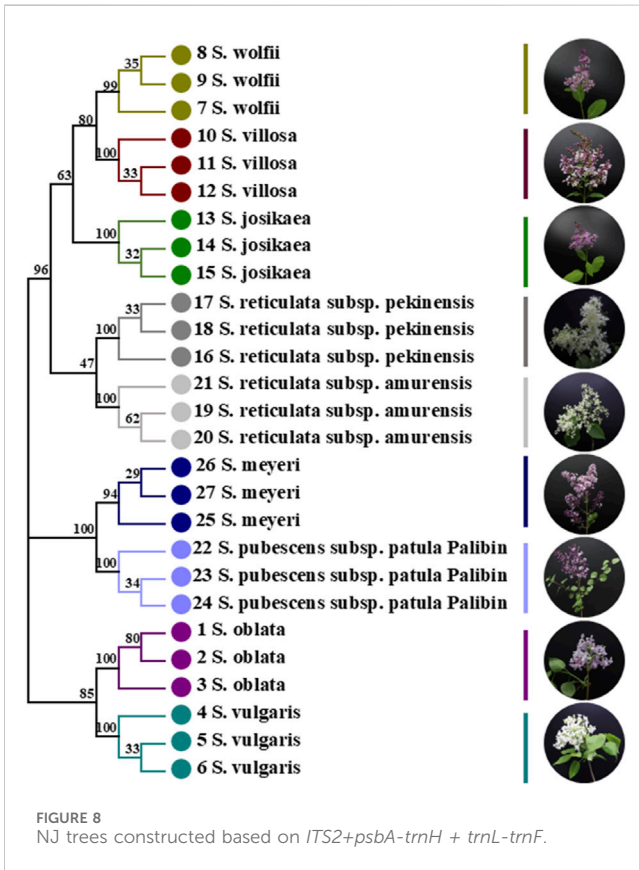 35
8 S. wolfii
9 S. wolfii
99
7 S. wolfii
80
10 S. villosa
100
11 S. villosa
33
12 S. villosa
63
13 S. josikaea
100
14 S. josikaea
32
15 S. josikaea
96
17 S. reticulata subsp. pekinensis
33
100
18 S. reticulata subsp. pekinensis
16 S. reticulata subsp. pekinensis
47
21 S. reticulata subsp. amurensis
100
19 S. reticulata subsp. amurensis
62
20 S. reticulata subsp. amurensis
26 S. meyeri
29
94
27 S. meyeri
25 S. meyeri
100
22 S. pubescens subsp. patula Palibin
100
23 S. pubescens subsp. patula Palibin
34
24 S. pubescens subsp. patula Palibin
1 S. oblata
80
100
2 S. oblata
3 S. oblata
85
4 S. vulgaris
100
5 S. vulgaris
33
6 S. vulgaris
FIGURE 8
NJ trees constructed based on ITS2+psbA-trnH + trnL-trnF.